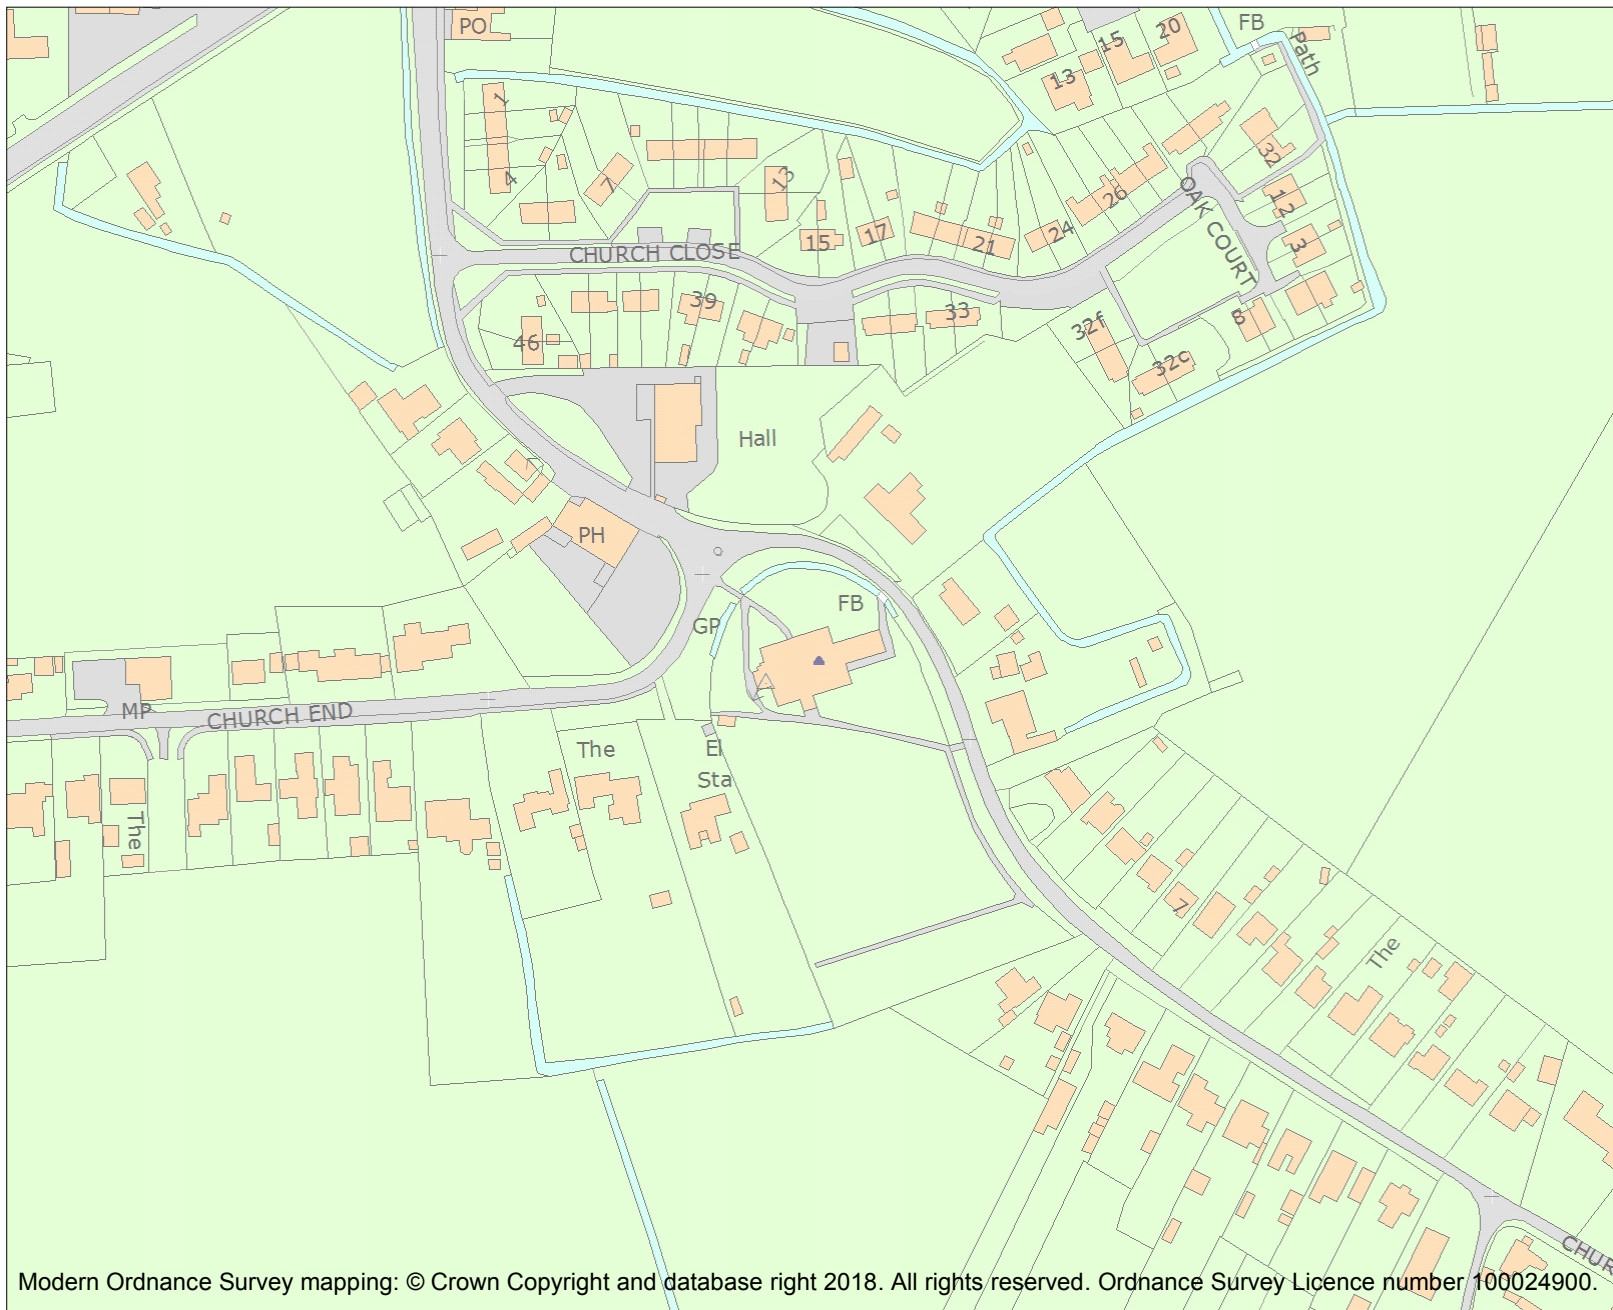 PO
FB
Path
20
15
13
1
4
7
13
32
12
26
OAK COURT
15
17
21
24
3
CHURCH CLOSE
39
33
46
32f
32c
Hall
PH
FB
GP
MP
CHURCH END
The
El
Sta
The
7
The
CHUR
Modern Ordnance Survey mapping: © Crown Copyright and database right 2018. All rights reserved. Ordnance Survey Licence number 100024900.